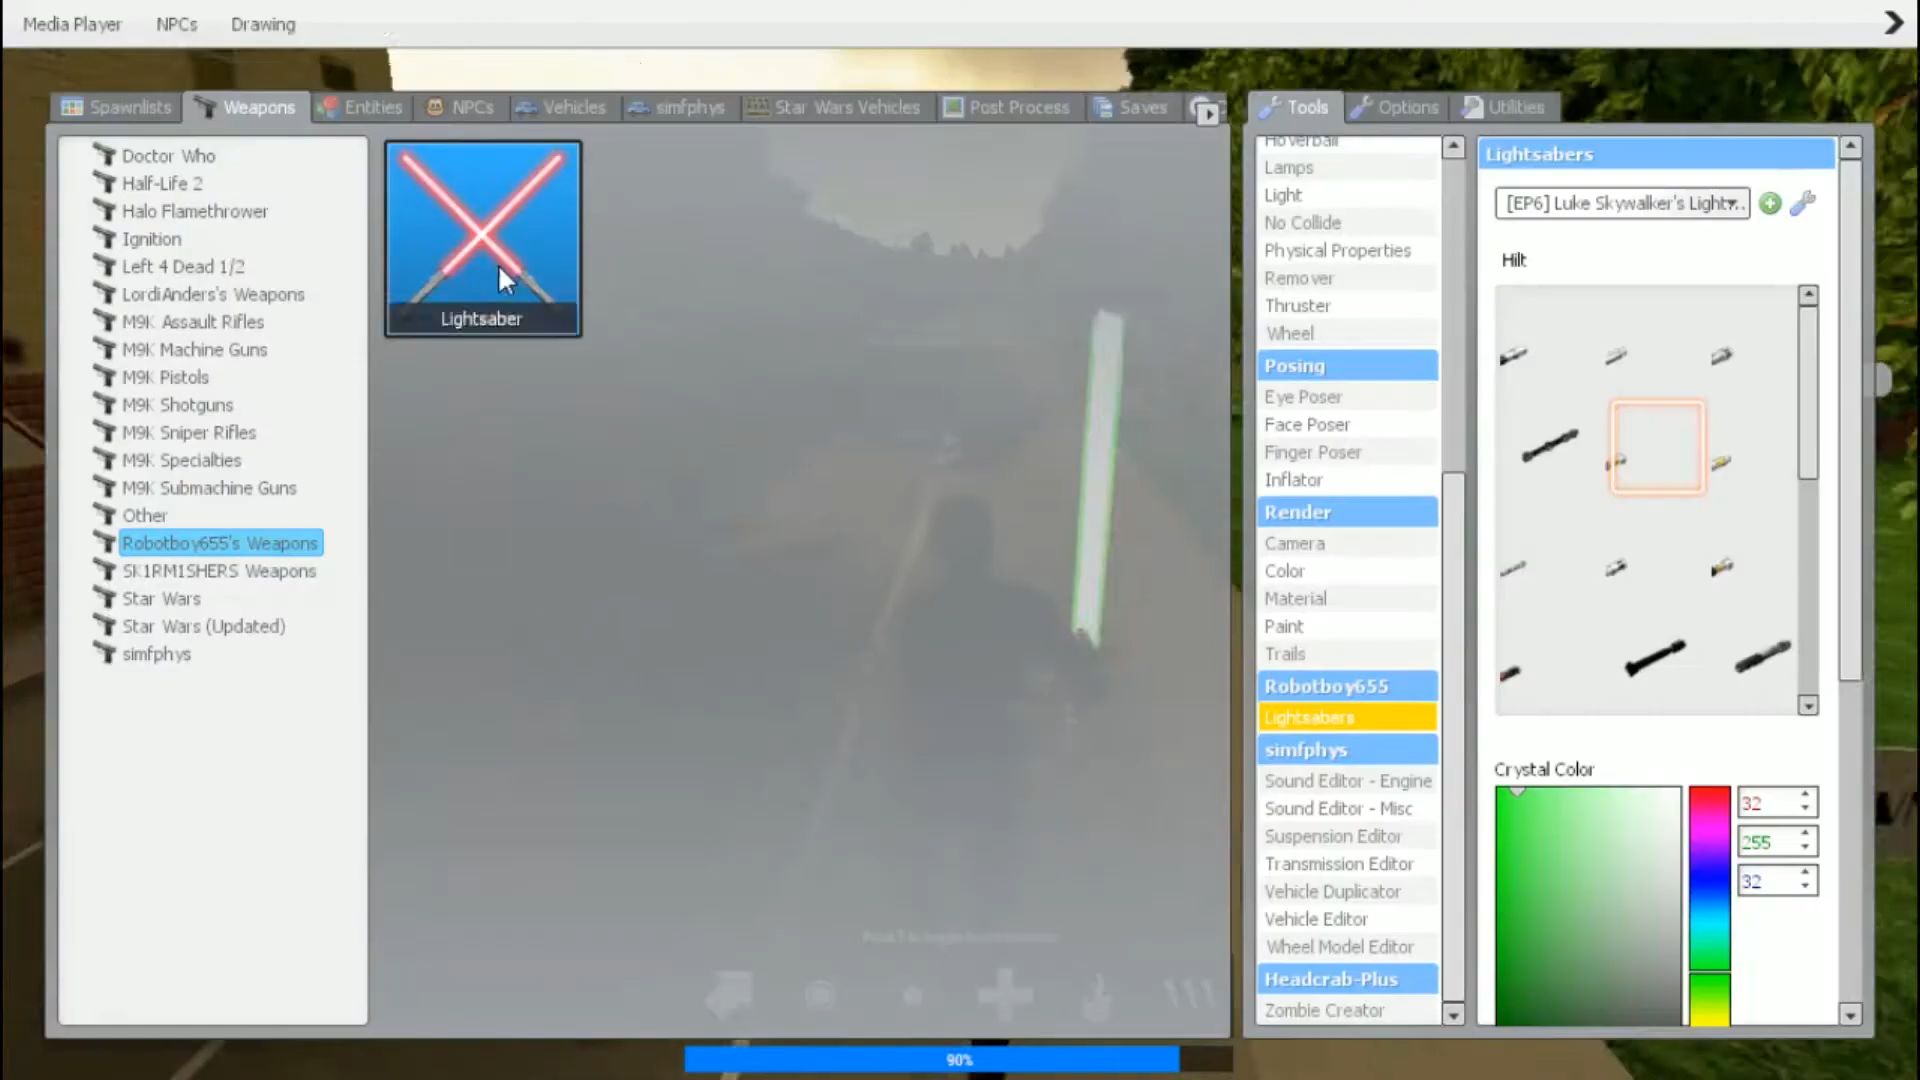 Media Player NPCs Drawing
Spawnlists Weapons Entities NPCs Vehicles simfphys Star Wars Vehicles Post Process Saves
Doctor Who
Half-Life 2
Halo Flamethrower
Ignition
Left 4 Dead 1/2
LordiAnders's Weapons
M9K Assault Rifles
M9K Machine Guns
M9K Pistols
M9K Shotguns
M9K Sniper Rifles
M9K Specialties
M9K Submachine Guns
Other
Robotboy655's Weapons
SK1RM1SHERS Weapons
Star Wars
Star Wars (Updated)
simfphys
Lightsaber
90%
Tools Options Utilities
Hoverball
Lamps
Light
No Collide
Physical Properties
Remover
Thruster
Wheel
Posing
Eye Poser
Face Poser
Finger Poser
Inflator
Render
Camera
Color
Material
Paint
Trails
Robotboy655
Lightsabers
simfphys
Sound Editor - Engine
Sound Editor - Misc
Suspension Editor
Transmission Editor
Vehicle Duplicator
Vehicle Editor
Wheel Model Editor
Headcrab-Plus
Zombie Creator
Lightsabers
[EP6] Luke Skywalker's Light...
Hilt
Crystal Color
32
255
32